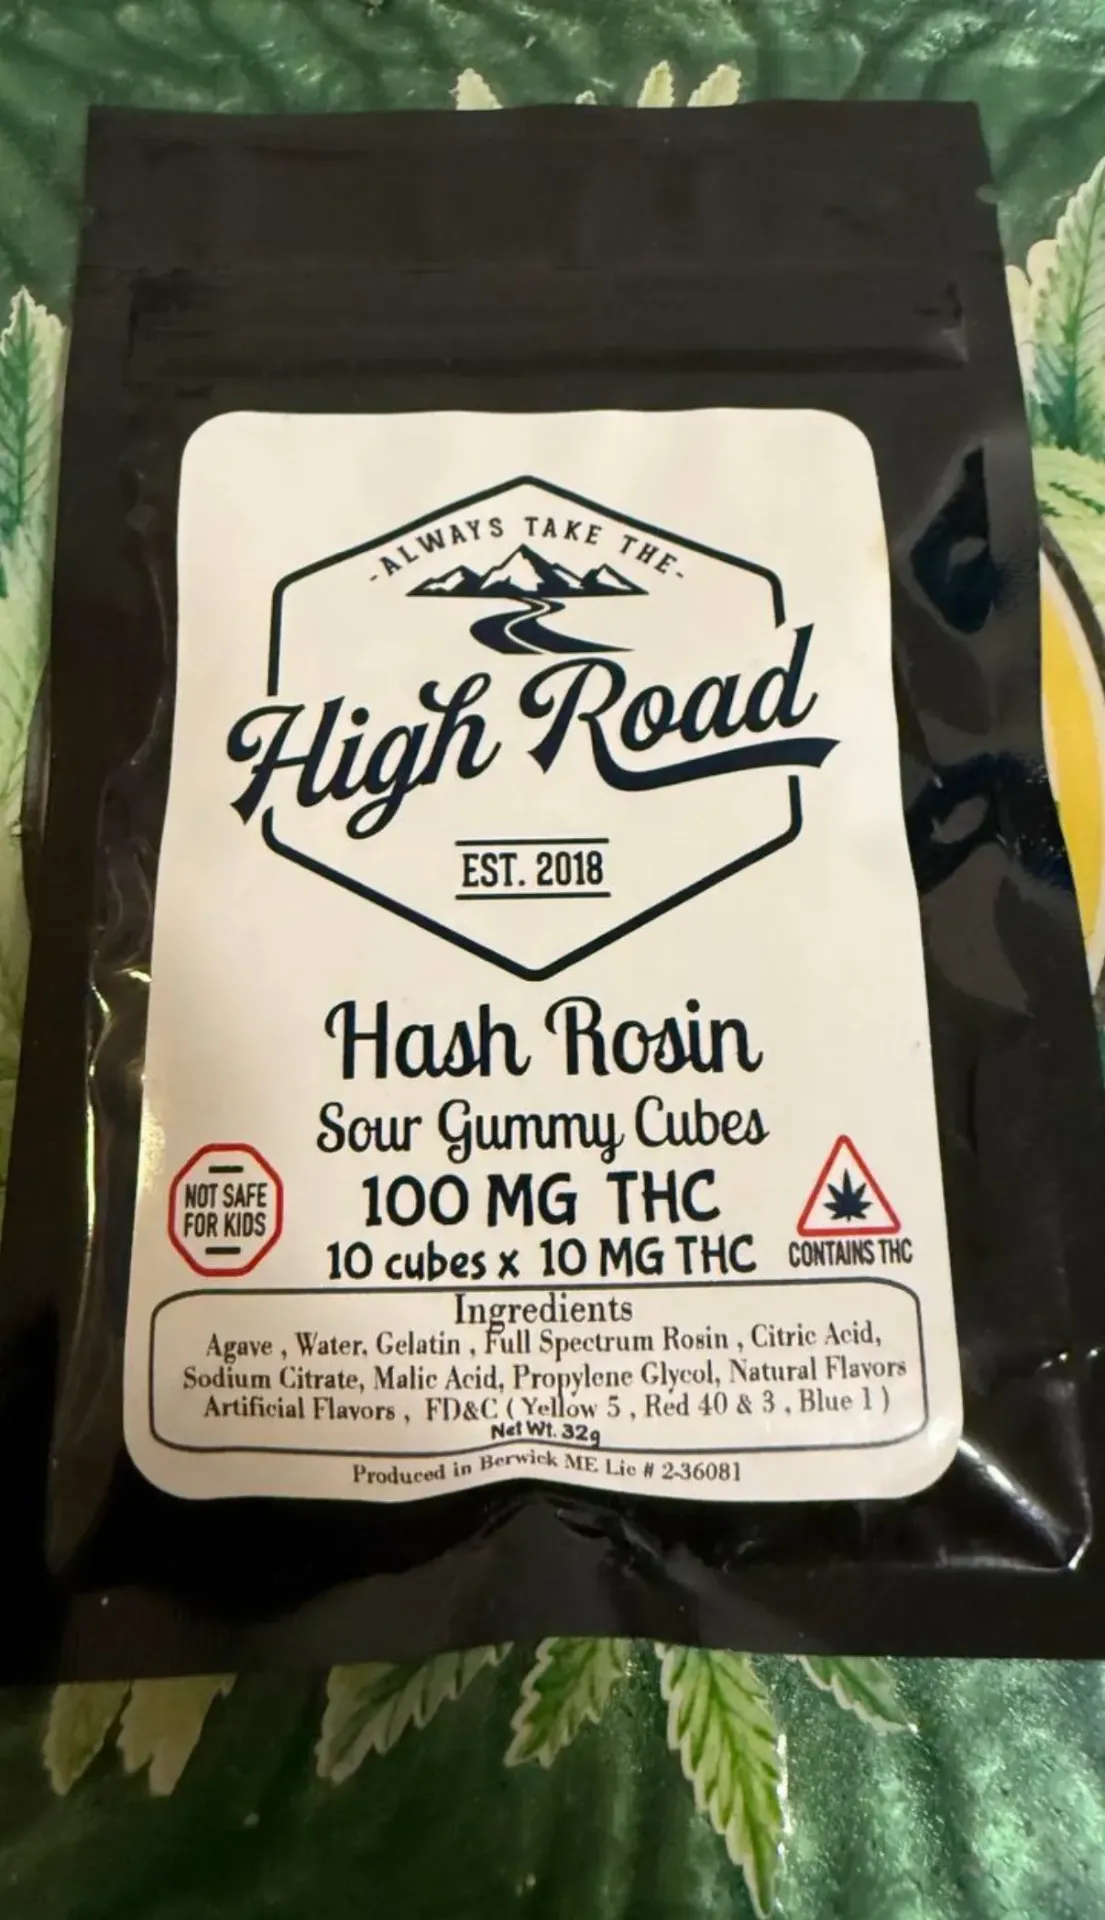 -ALWAYS TAKE THE-
High Road
EST. 2018
Hash Rosin
Sour Gummy Cubes
100 MG THC
10 cubes x 10 MG THC
NOT SAFE
FOR KIDS
CONTAINS THC
Ingredients
Agave , Water, Gelatin , Full Spectrum Rosin , Citric Acid,
Sodium Citrate, Malic Acid, Propylene Glycol, Natural Flavors
Artificial Flavors , FD&C ( Yellow 5 , Red 40 & 3 , Blue 1 )
Net Wt. 32g
Produced in Berwick ME Lic # 2-36081